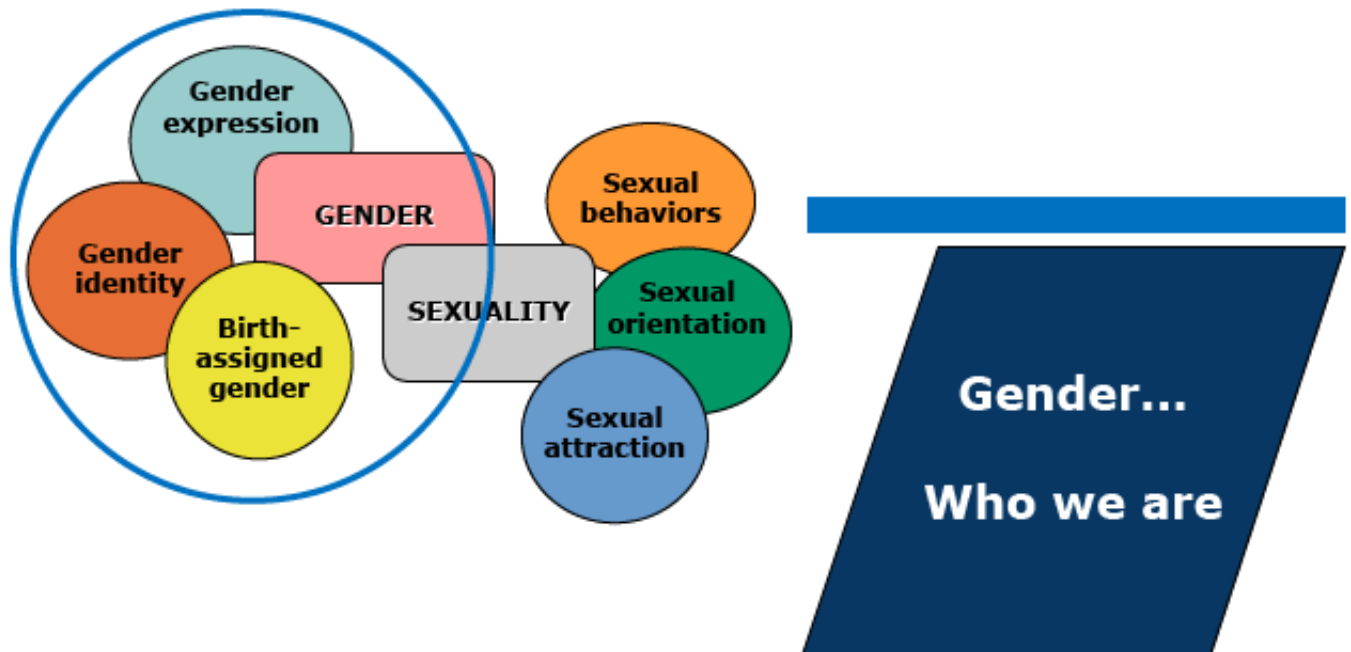 Gender
expression
GENDER
Gender
identity
Birth-
assigned
gender
SEXUALITY
Sexual
behaviors
Sexual
orientation
Sexual
attraction
Gender...
Who we are